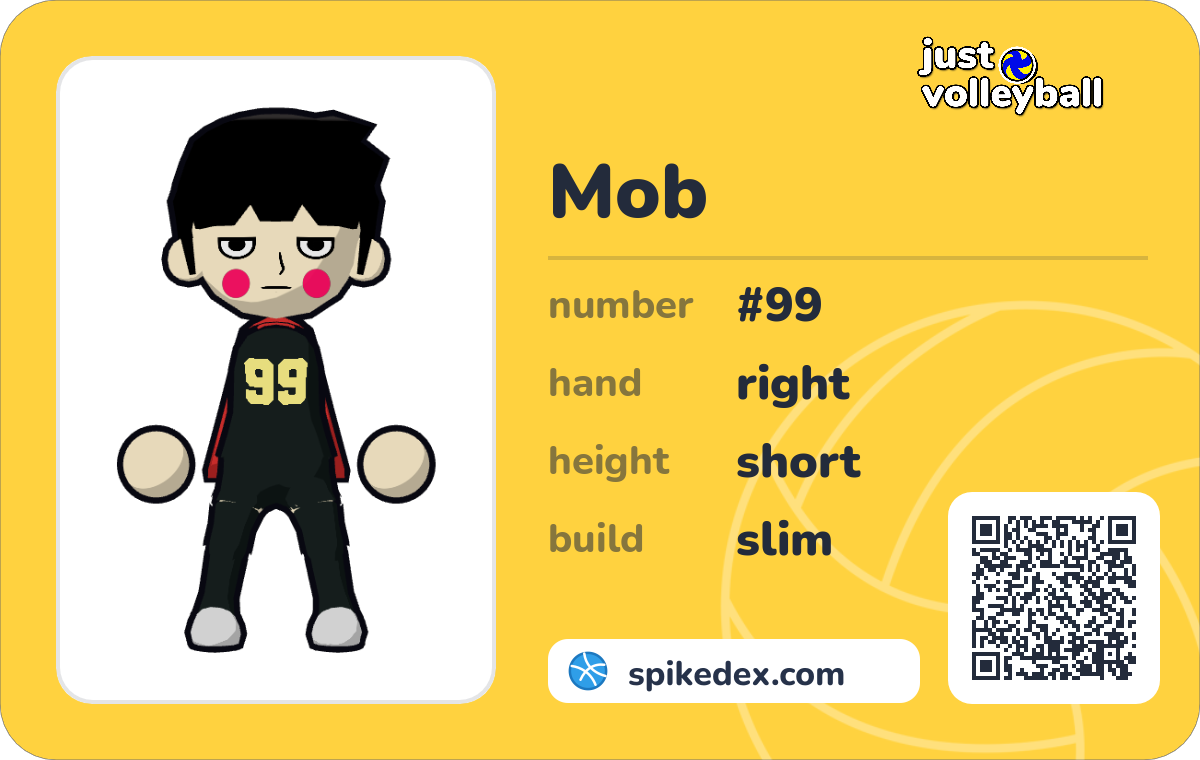 just
volleyball
Mob
number #99
hand right
height short
build slim
99
spikedex.com